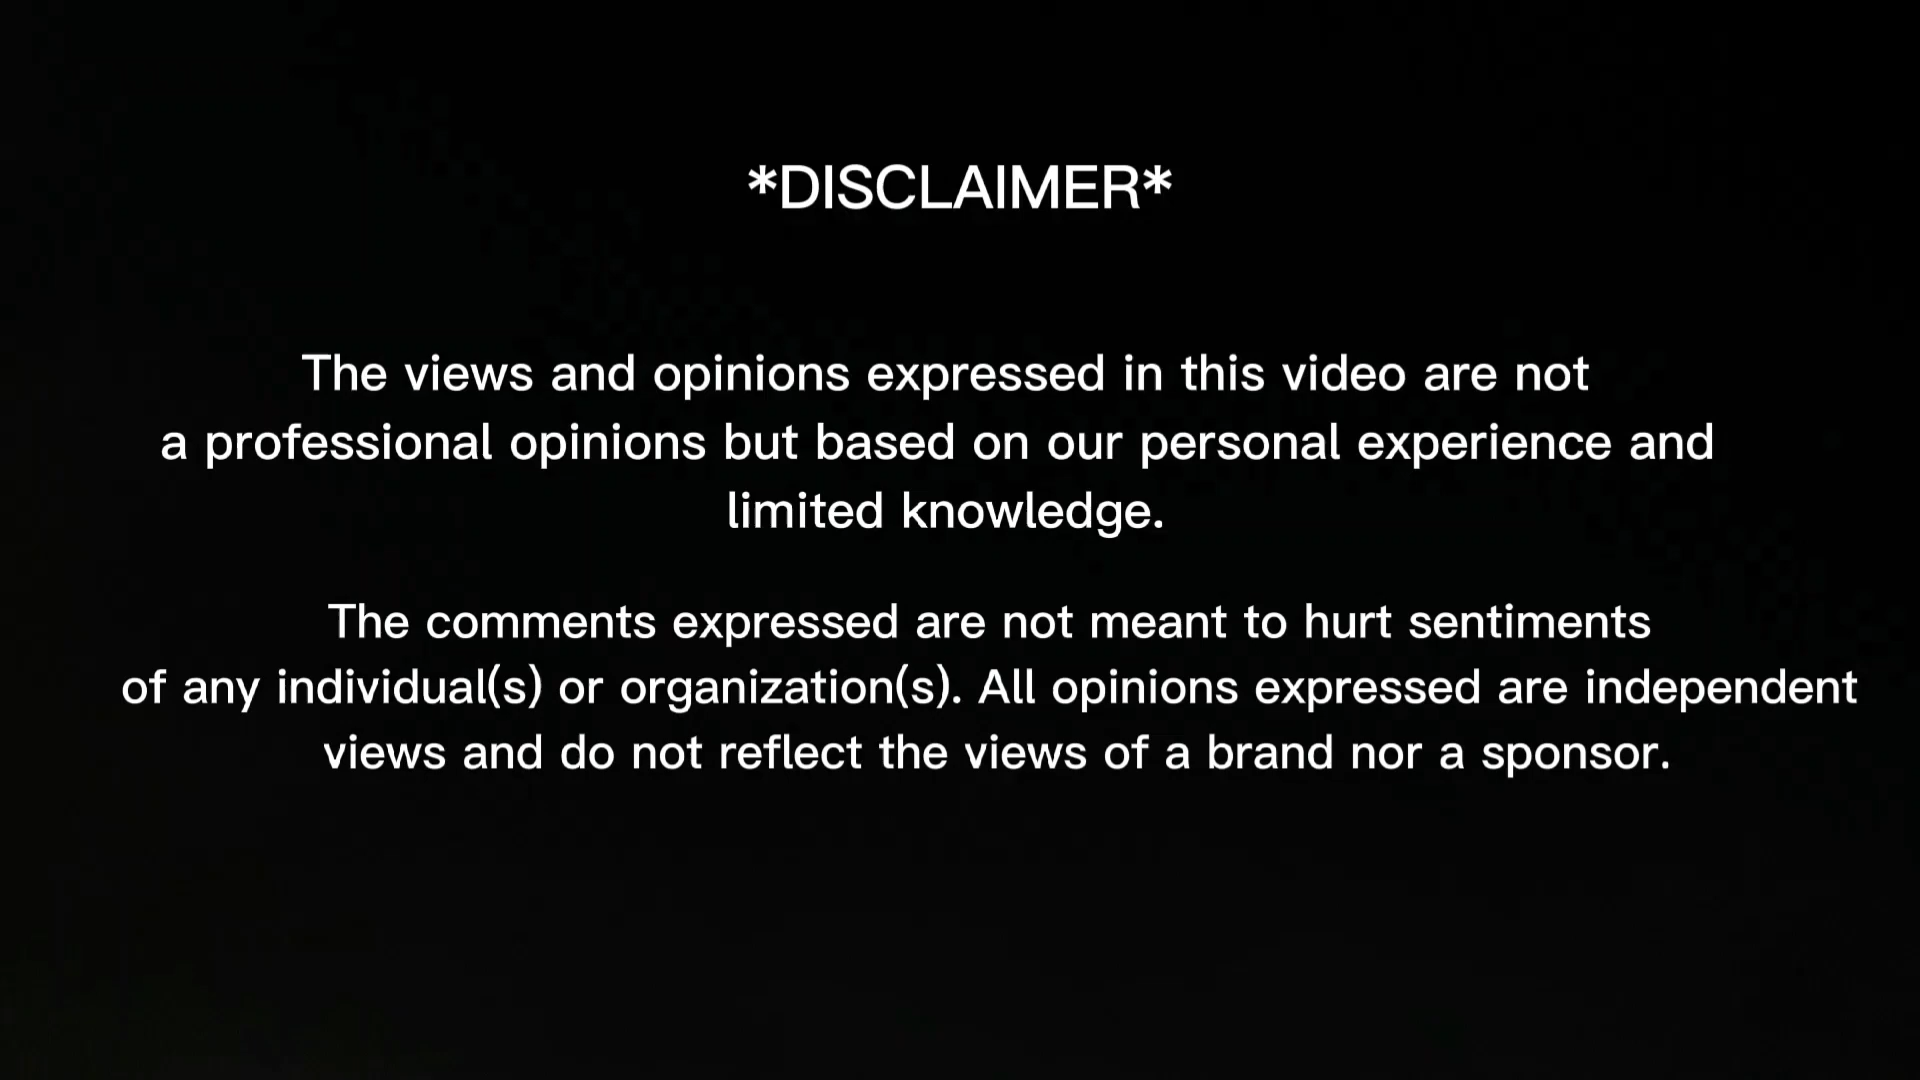 *DISCLAIMER*
The views and opinions expressed in this video are not
a professional opinions but based on our personal experience and
limited knowledge.
The comments expressed are not meant to hurt sentiments
of any individual(s) or organization(s). All opinions expressed are independent
views and do not reflect the views of a brand nor a sponsor.